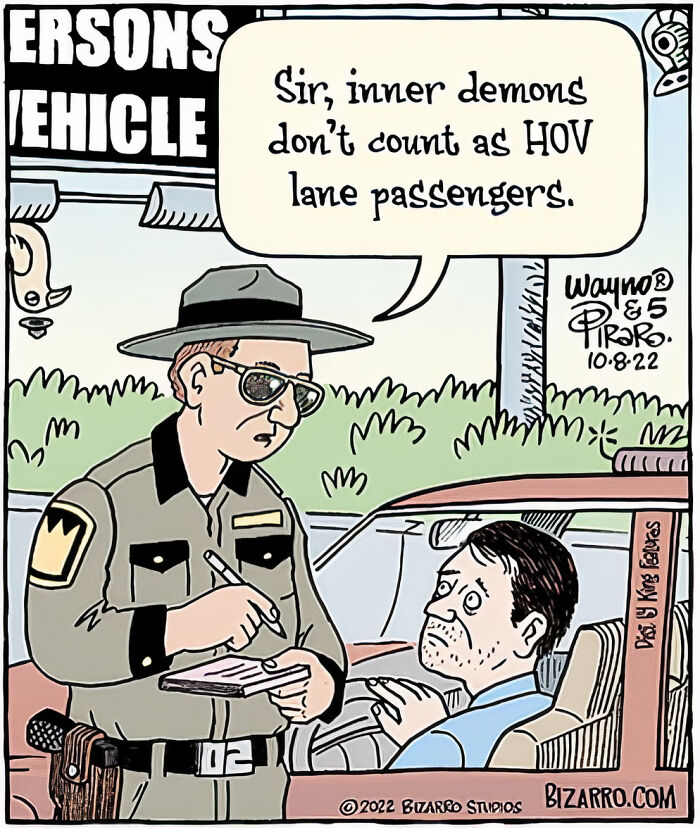 ERSONS
VEHICLE
Sir, inner demons
don't count as HOV
lane passengers.
Wayno®
& 5
PIRARO.
10.8.22
Dist. by King Features
02
©2022 BIZARRO STUDIOS
BIZARRO.COM